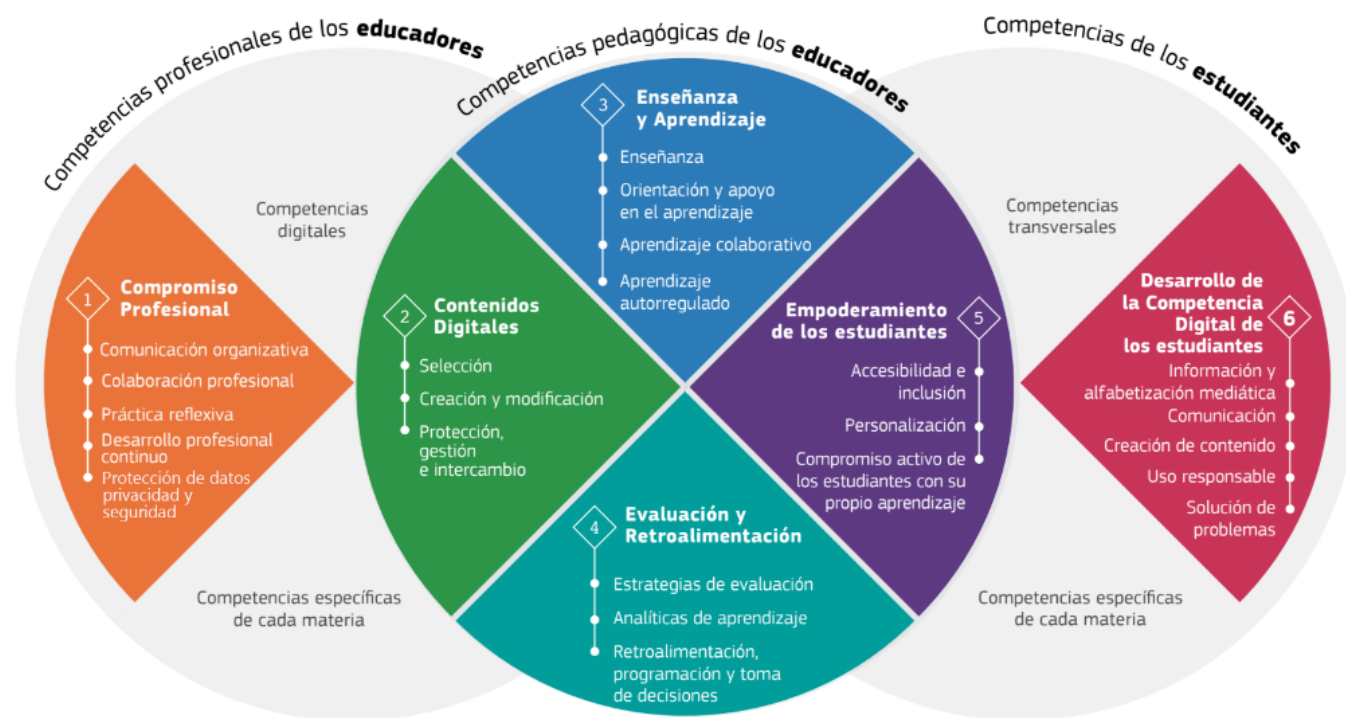 Competencias profesionales de los educadores
Competencias pedagógicas de los educadores
Competencias de los estudiantes
Competencias
digitales
Competencias
transversales
1
Compromiso
Profesional
Comunicación organizativa
Colaboración profesional
Práctica reflexiva
Desarrollo profesional
continuo
Protección de datos
privacidad y
seguridad
2
Contenidos
Digitales
Selección
Creación y modificación
Protección,
gestión
e intercambio
3
Enseñanza
y Aprendizaje
Enseñanza
Orientación y apoyo
en el aprendizaje
Aprendizaje colaborativo
Aprendizaje
autorregulado
4
Evaluación y
Retroalimentación
Estrategias de evaluación
Analíticas de aprendizaje
Retroalimentación,
programación y toma
de decisiones
5
Empoderamiento
de los estudiantes
Accesibilidad e
inclusión
Personalización
Compromiso activo de
los estudiantes con su
propio aprendizaje
6
Desarrollo de
la Competencia
Digital de
los estudiantes
Información y
alfabetización mediática
Comunicación
Creación de contenido
Uso responsable
Solución de
problemas
Competencias específicas
de cada materia
Competencias específicas
de cada materia